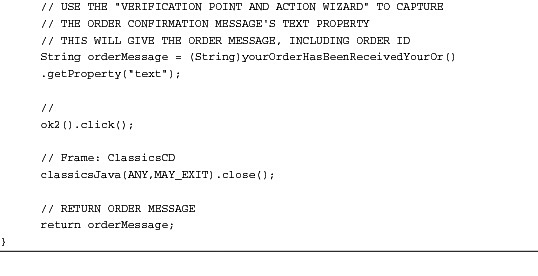 // USE THE "VERIFICATION POINT AND ACTION WIZARD" TO CAPTURE
// THE ORDER CONFIRMATION MESSAGE'S TEXT PROPERTY
// THIS WILL GIVE THE ORDER MESSAGE, INCLUDING ORDER ID
String orderMessage = (String)yourOrderHasBeenReceivedYourOr()
.getProperty("text");
//
ok2().click();
// Frame: ClassicsCD
classicsJava(ANY,MAY_EXIT).close();
// RETURN ORDER MESSAGE
return orderMessage;
}